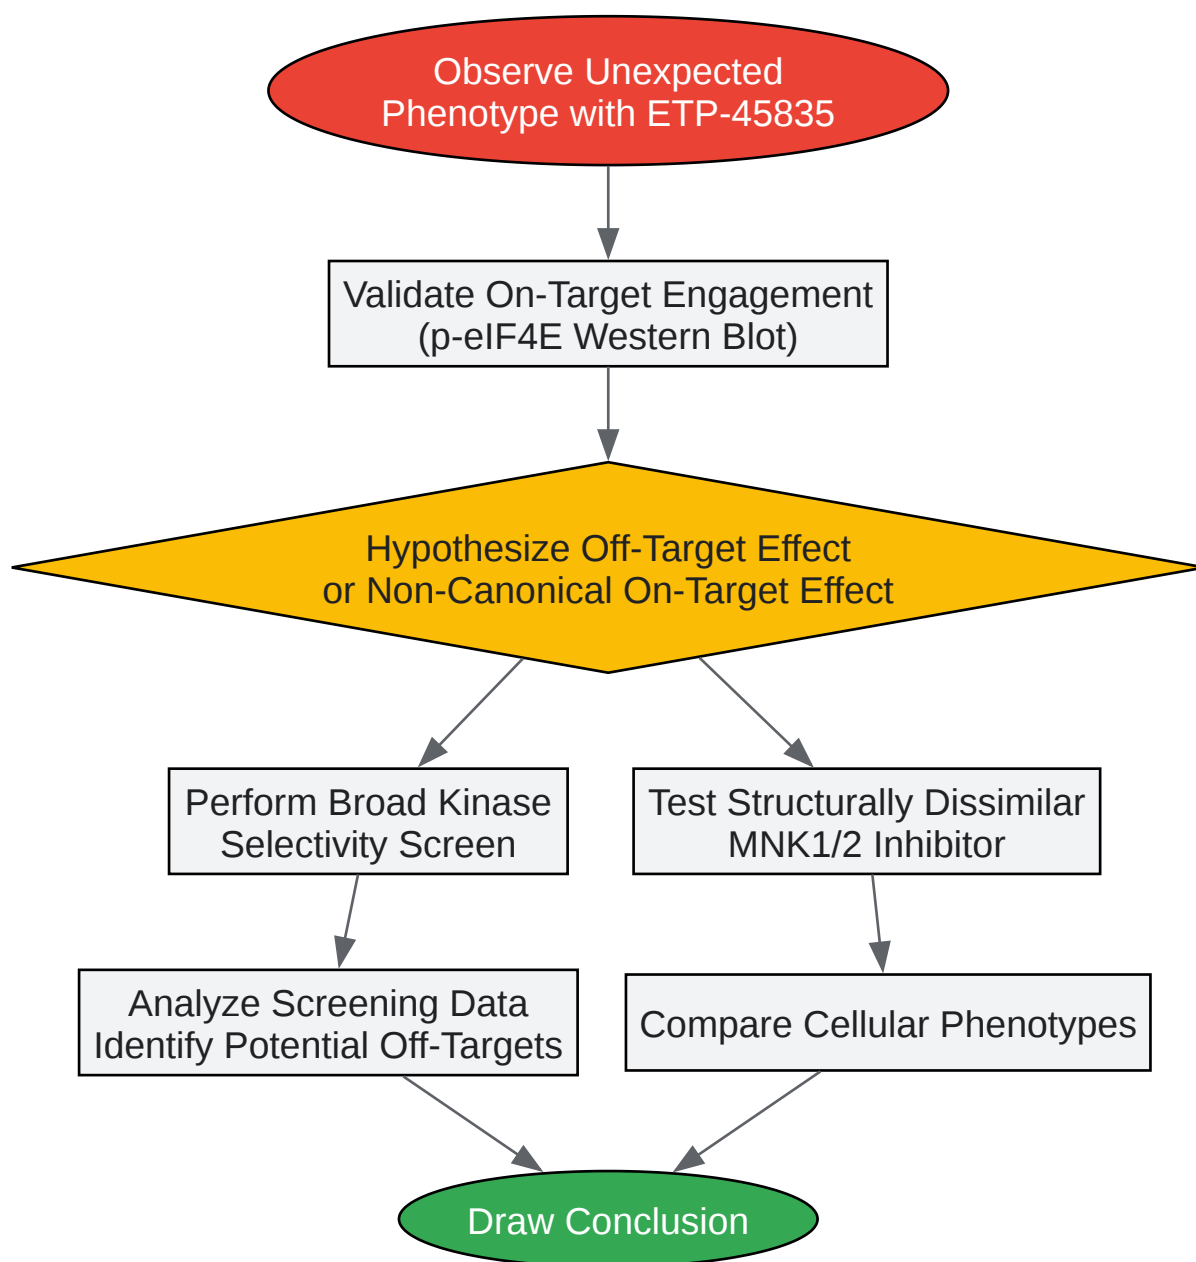 Observe Unexpected
Phenotype with ETP-45835
Validate On-Target Engagement
(p-eIF4E Western Blot)
Hypothesize Off-Target Effect
or Non-Canonical On-Target Effect
Perform Broad Kinase
Selectivity Screen
Test Structurally Dissimilar
MNK1/2 Inhibitor
Analyze Screening Data
Identify Potential Off-Targets
Compare Cellular Phenotypes
Draw Conclusion